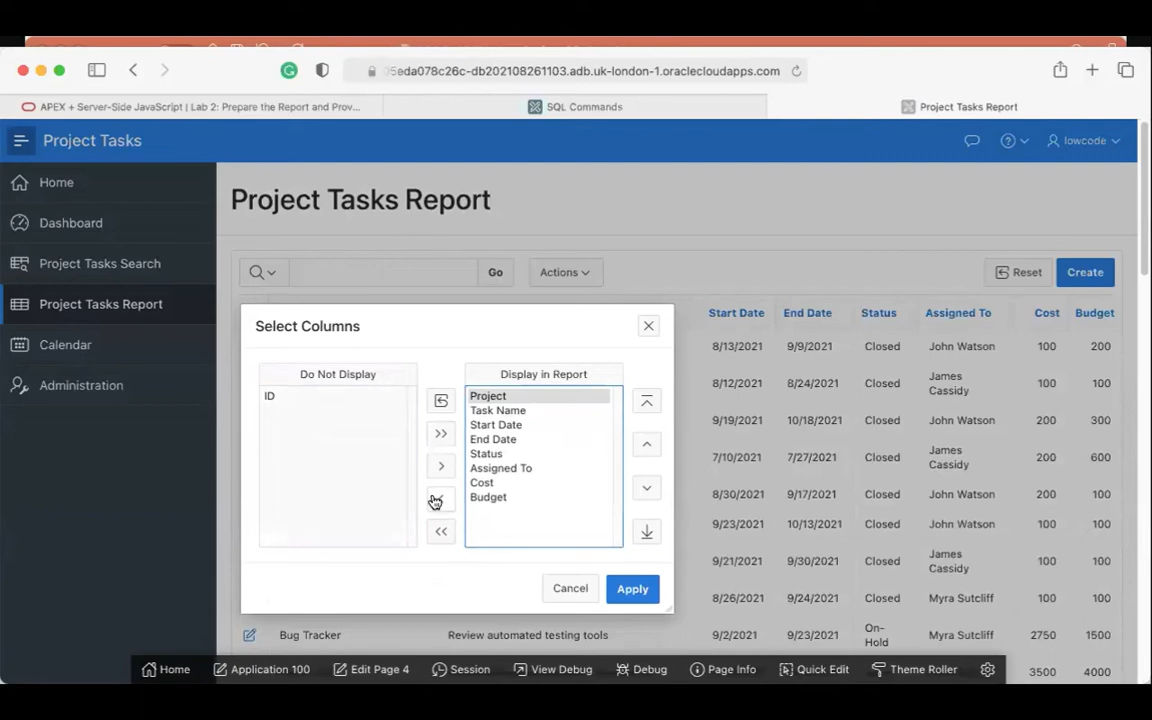 05eda078c26c-db202108261103.adb.uk-london-1.oraclecloudapps.com
APEX + Server-Side JavaScript | Lab 2: Prepare the Report and Prov...
SQL Commands
Project Tasks Report
Project Tasks
lowcode
Home
Dashboard
Project Tasks Search
Project Tasks Report
Calendar
Administration
Project Tasks Report
Go
Actions
Reset
Create
Start Date End Date Status Assigned To Cost Budget
8/13/2021 9/9/2021 Closed John Watson 100 200
8/12/2021 8/24/2021 Closed James Cassidy 100 300
9/19/2021 10/18/2021 Closed John Watson 200 300
7/10/2021 7/27/2021 Closed James Cassidy 200 600
8/30/2021 9/17/2021 Closed John Watson 200 500
9/23/2021 10/13/2021 Closed John Watson 100 100
9/21/2021 9/30/2021 Closed James Cassidy 100 100
8/26/2021 9/24/2021 Closed Myra Sutcliff 100 100
Bug Tracker Review automated testing tools 9/2/2021 9/23/2021 On-Hold Myra Sutcliff 2750 1500
3500 4000
Select Columns
Do Not Display
ID
Display in Report
Project
Task Name
Start Date
End Date
Status
Assigned To
Cost
Budget
Cancel
Apply
Home
Application 100
Edit Page 4
Session
View Debug
Debug
Page Info
Quick Edit
Theme Roller